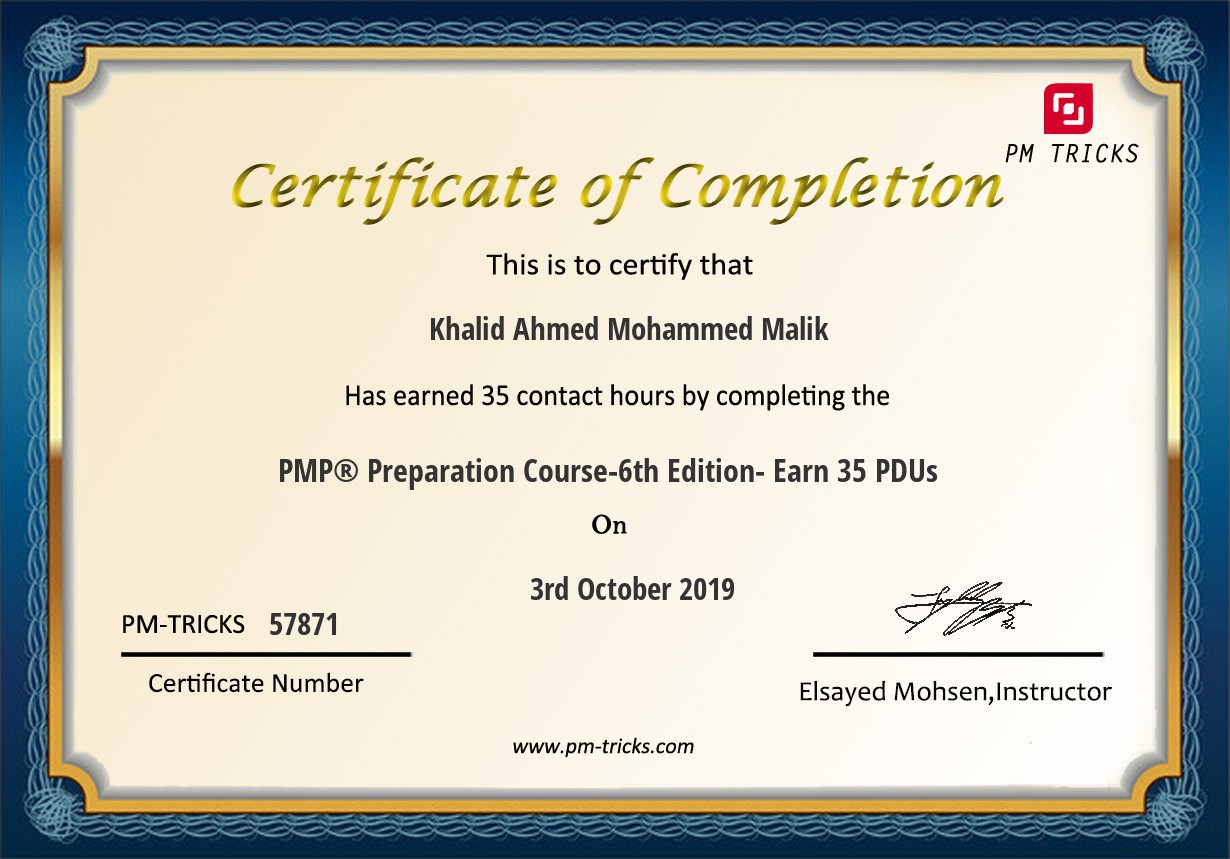 PM TRICKS
Certificate of Completion
This is to certify that
Khalid Ahmed Mohammed Malik
Has earned 35 contact hours by completing the
PMP® Preparation Course-6th Edition- Earn 35 PDUs
On
3rd October 2019
PM-TRICKS 57871
Certificate Number
Elsayed Mohsen,Instructor
www.pm-tricks.com